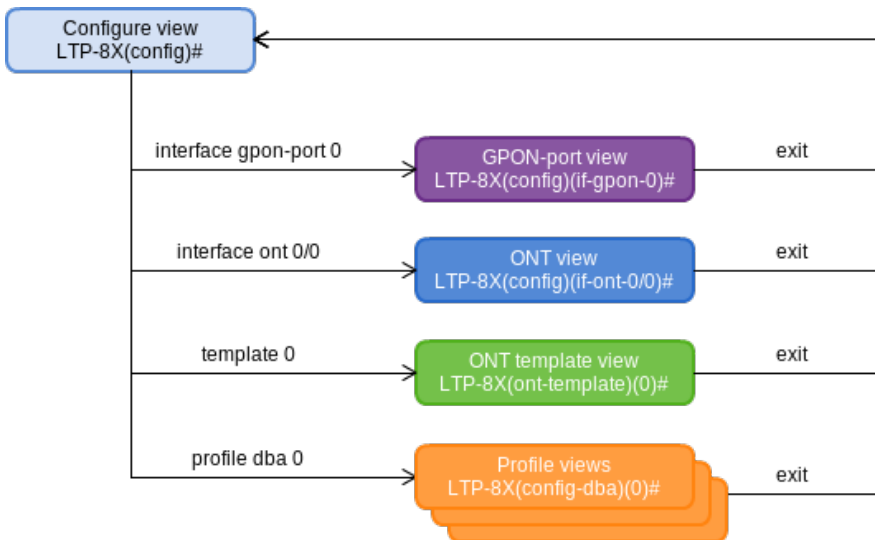 Configure view
LTP-8X(config)#
interface gpon-port 0
GPON-port view
LTP-8X(config)(if-gpon-0)#
exit
interface ont 0/0
ONT view
LTP-8X(config)(if-ont-0/0)#
exit
template 0
ONT template view
LTP-8X(ont-template)(0)#
exit
profile dba 0
Profile views
LTP-8X(config-dba)(0)#
exit